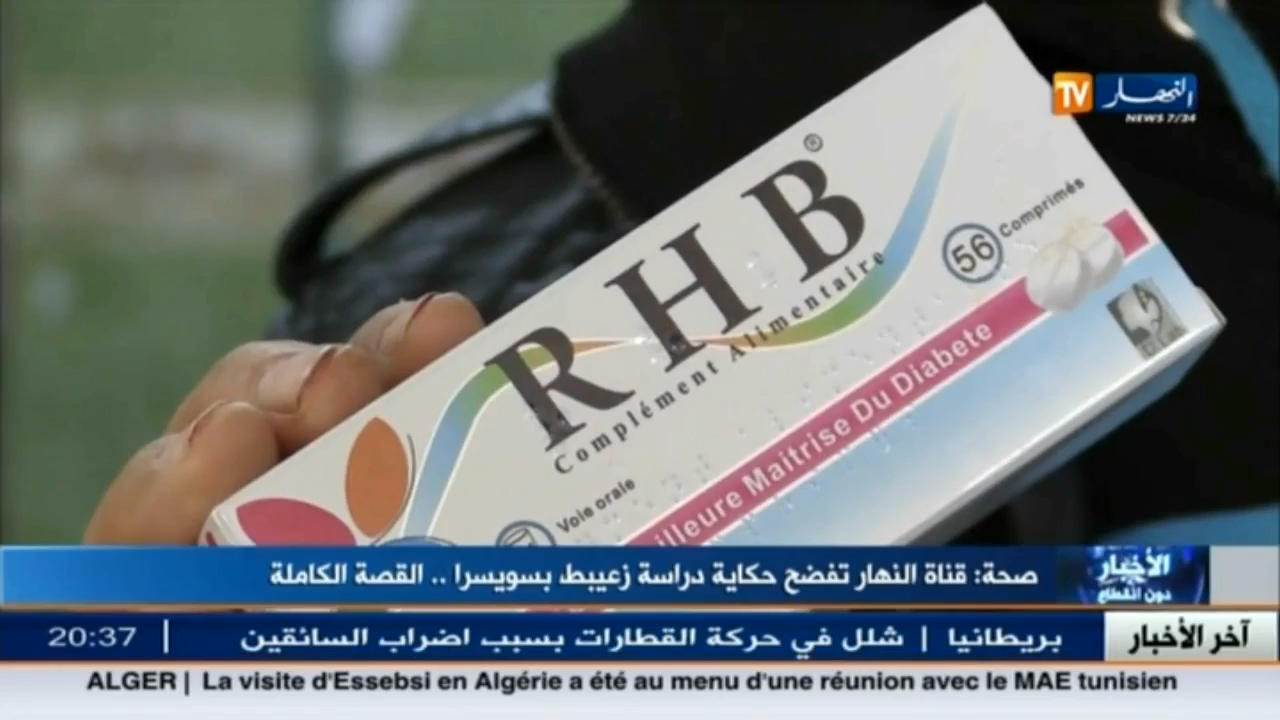 TV النهار
NEWS 7/24
RHB®
Complément Alimentaire
56 Comprimés
Voie orale
illeure Maitrise Du Diabete
الأخبار
دون انقطاع
صحة: قناة النهار تفضح حكاية دراسة زعيبط بسويسرا .. القصة الكاملة
آخر الأخبار
بريطانيا | شلل في حركة القطارات بسبب اضراب السائقين | 20:37
ALGER | La visite d'Essebsi en Algérie a été au menu d'une réunion avec le MAE tunisien